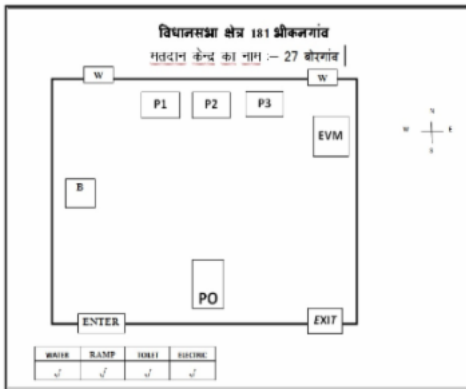 विधानसभा क्षेत्र 181 भीकनगांव
मतदान केन्द्र का नाम :– 27 बोरगांव
W W
P1 P2 P3
EVM
N
W E
S
B
PO
ENTER EXIT
WATER RAMP TOILET ELECTRIC
√ √ √ √